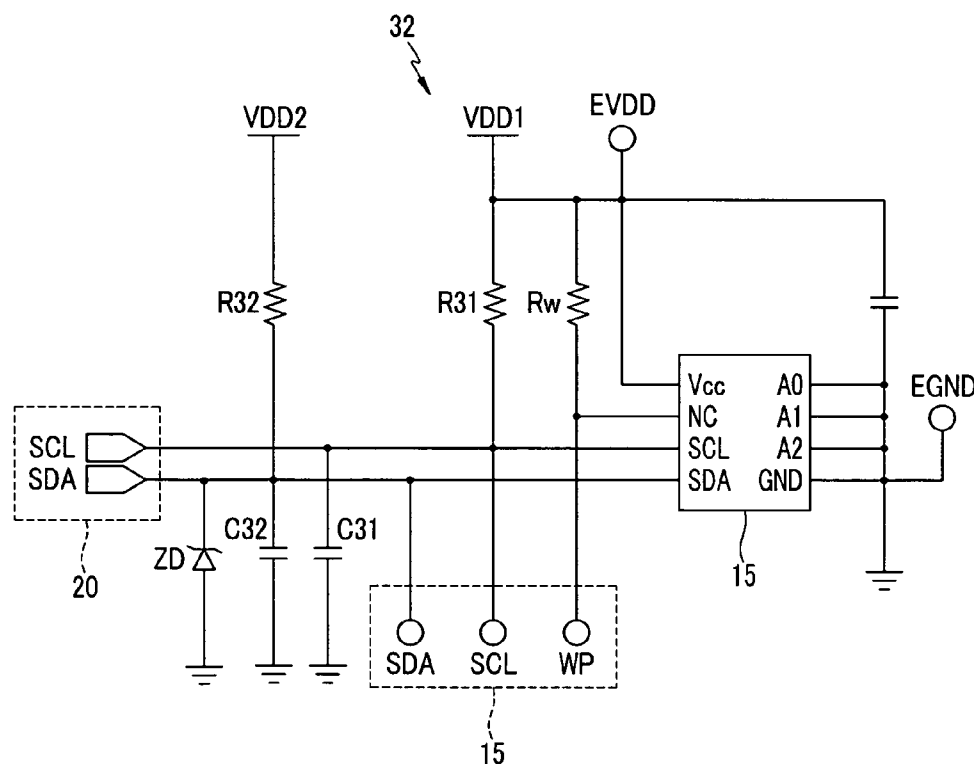 32
VDD2
VDD1
EVDD
R32
R31
Rw
Vcc
A0
NC
A1
SCL
A2
SDA
GND
EGND
SCL
SDA
20
ZD
C32
C31
15
SDA
SCL
WP
15